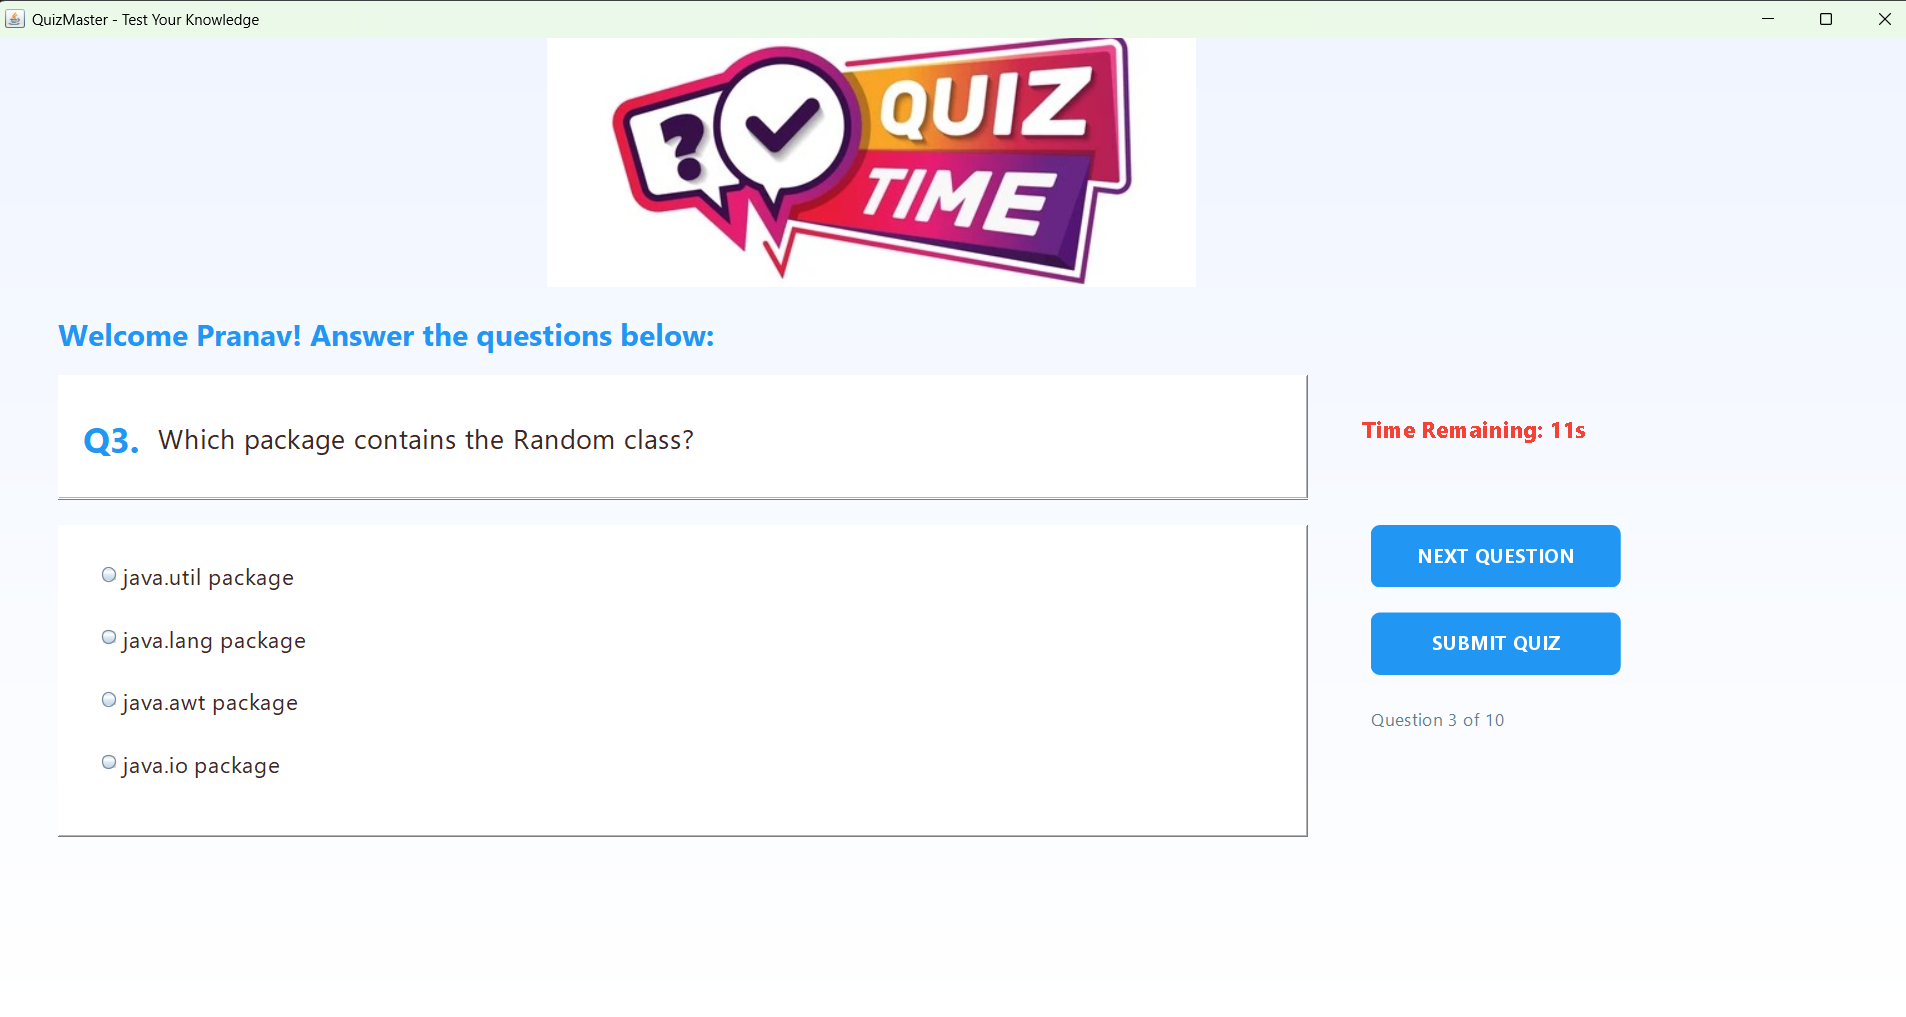 QuizMaster - Test Your Knowledge
?
QUIZ
TIME
Welcome Pranav! Answer the questions below:
Q3. Which package contains the Random class?
Time Remaining: 11s
java.util package
java.lang package
java.awt package
java.io package
NEXT QUESTION
SUBMIT QUIZ
Question 3 of 10